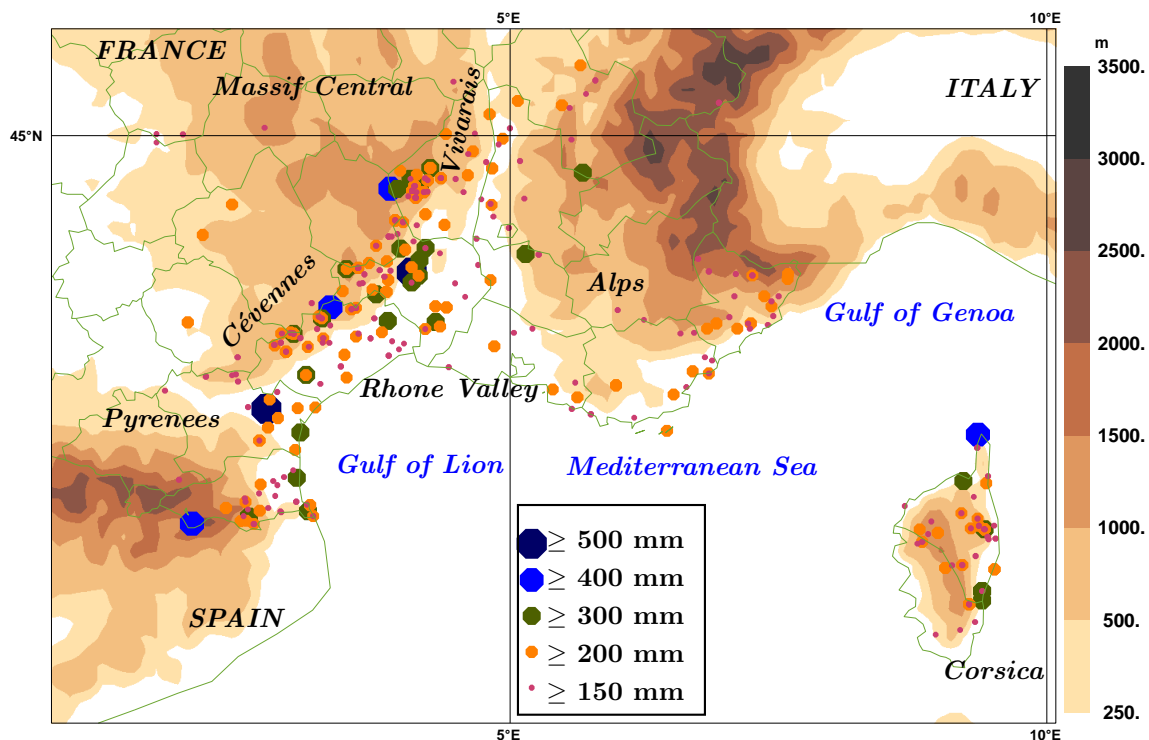 5°E 10°E
m
FRANCE
3500.
Massif Central
Vivarais
ITALY
45°N
3000.
2500.
Cévennes
Alps
Gulf of Genoa
2000.
Rhone Valley
Pyrenees
1500.
Gulf of Lion
Mediterranean Sea
1000.
≥ 500 mm
≥ 400 mm
≥ 300 mm
≥ 200 mm
≥ 150 mm
SPAIN
500.
Corsica
250.
5°E 10°E